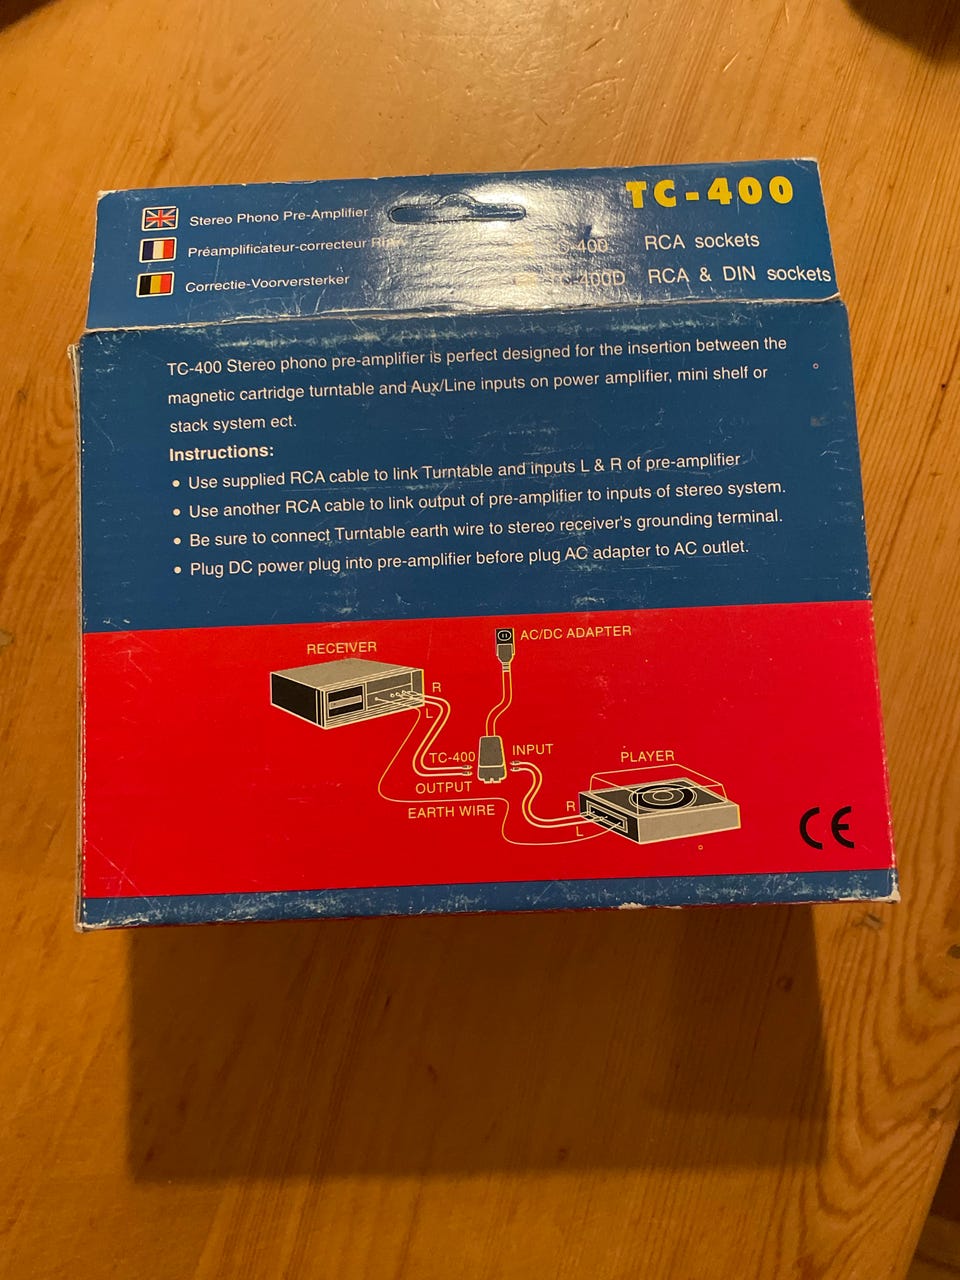 TC-400
Stereo Phono Pre-Amplifier
Préamplificateur-correcteur
RCA sockets
Correctie-Voorversterker
TC-400D RCA & DIN sockets
TC-400 Stereo phono pre-amplifier is perfect designed for the insertion between the
magnetic cartridge turntable and Aux/Line inputs on power amplifier, mini shelf or
stack system ect.
Instructions:
• Use supplied RCA cable to link Turntable and inputs L & R of pre-amplifier
• Use another RCA cable to link output of pre-amplifier to inputs of stereo system.
• Be sure to connect Turntable earth wire to stereo receiver's grounding terminal.
• Plug DC power plug into pre-amplifier before plug AC adapter to AC outlet.
AC/DC ADAPTER
RECEIVER
R
L
TC-400
INPUT
PLAYER
OUTPUT
EARTH WIRE
R
L
CE